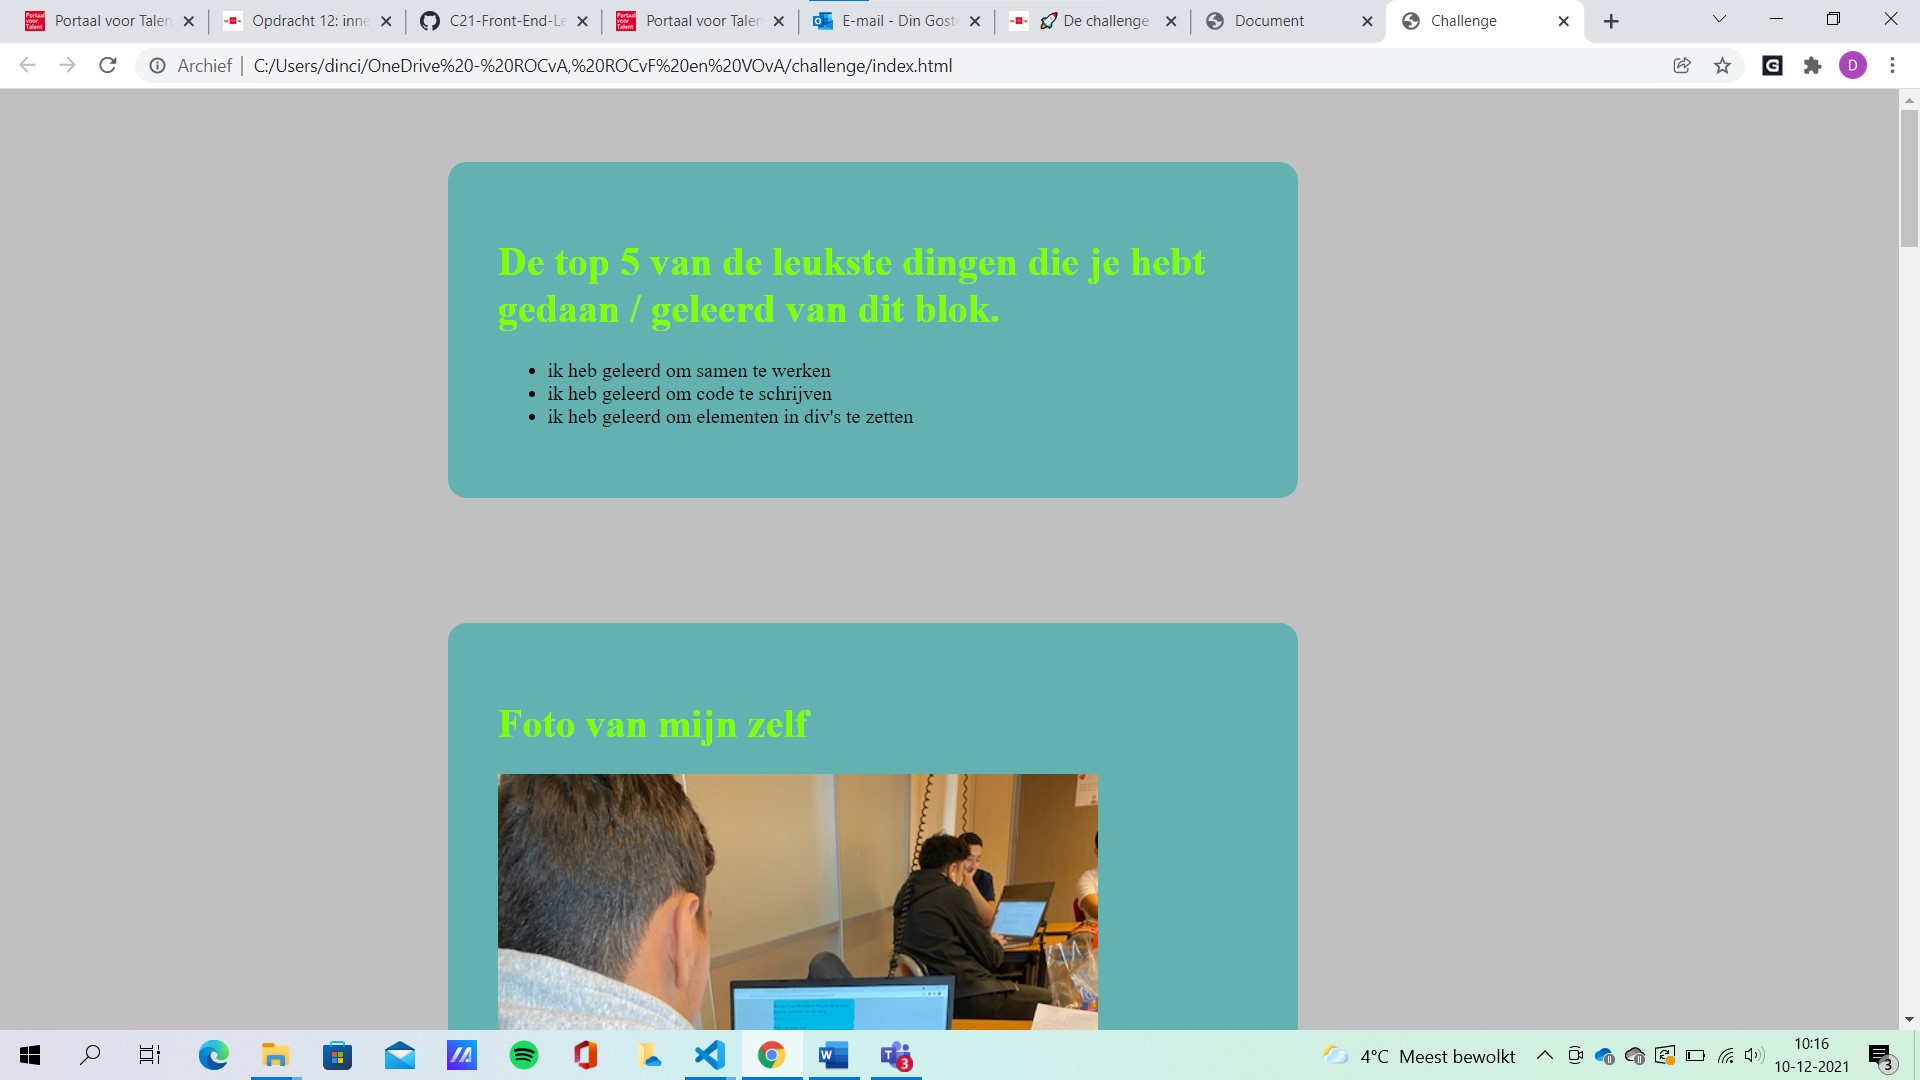 Portaal voor Talen
Opdracht 12: inne
C21-Front-End-Le
Portaal voor Talen
E-mail - Din Gost
De challenge
Document
Challenge
Archief | C:/Users/dinci/OneDrive%20-%20ROCvA,%20ROCvF%20en%20VOvA/challenge/index.html
D
De top 5 van de leukste dingen die je hebt
gedaan / geleerd van dit blok.
ik heb geleerd om samen te werken
ik heb geleerd om code te schrijven
ik heb geleerd om elementen in div's te zetten
Foto van mijn zelf
4°C Meest bewolkt
10:16
10-12-2021
3
3